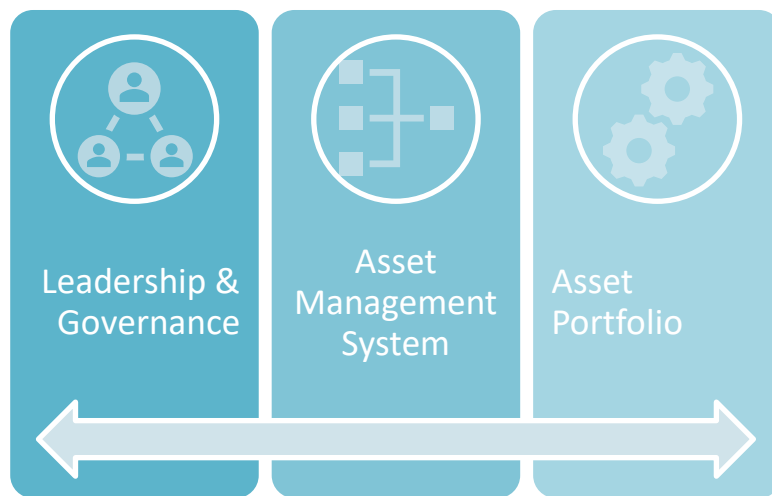 Leadership &
Governance
Asset
Management
System
Asset
Portfolio